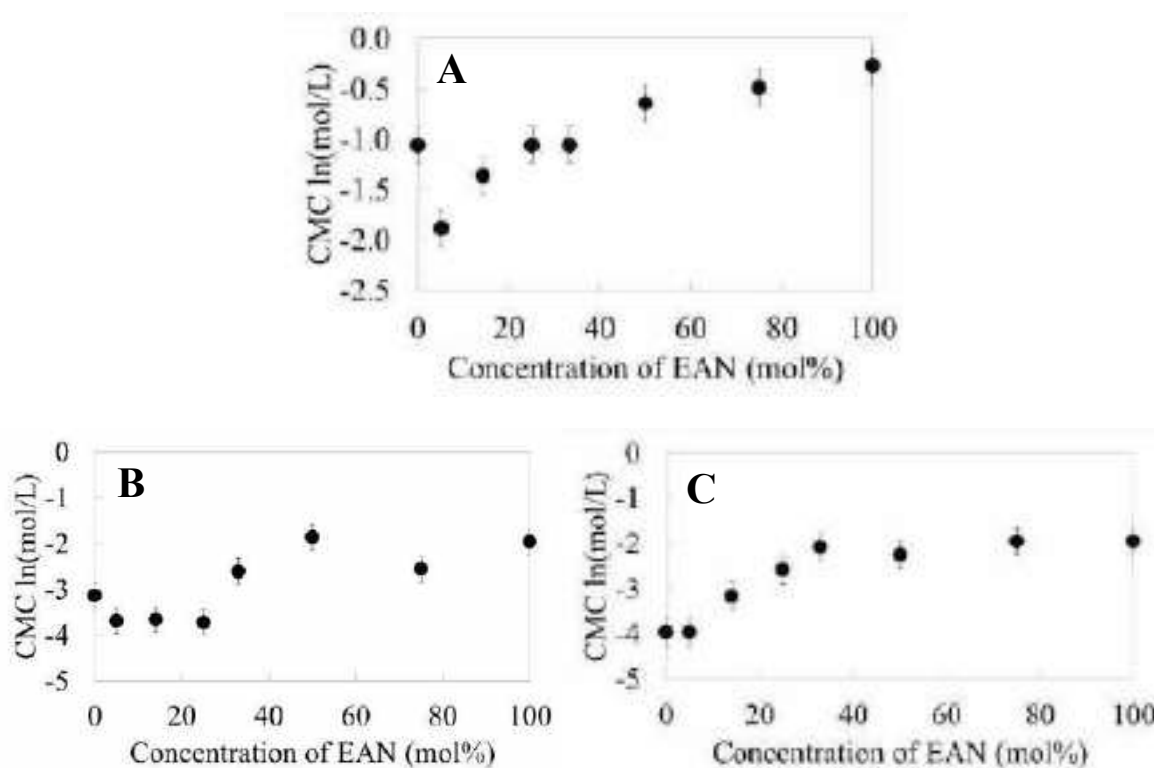 A
CMC ln(mol/L)
0.0
-0.5
-1.0
-1.5
-2.0
-2.5
0 20 40 60 80 100
Concentration of EAN (mol%)
B
CMC ln(mol/L)
0
-1
-2
-3
-4
-5
0 20 40 60 80 100
Concentration of EAN (mol%)
C
CMC ln(mol/L)
0
-1
-2
-3
-4
-5
0 20 40 60 80 100
Concentration of EAN (mol%)